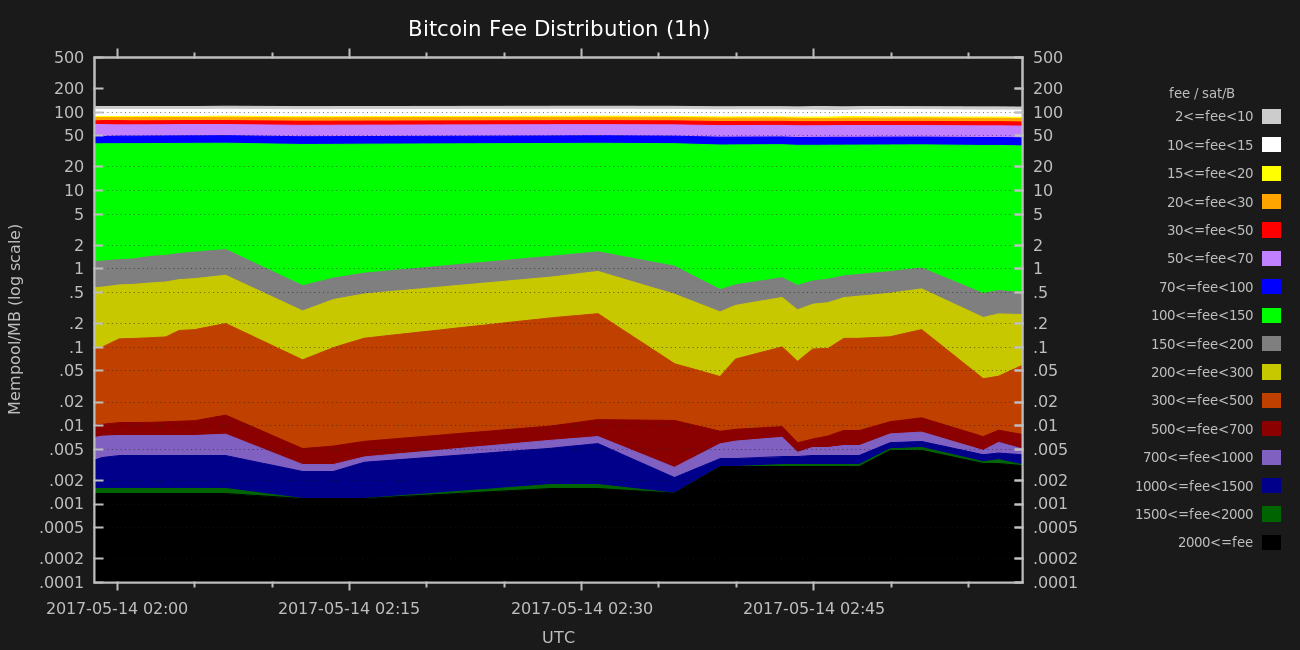 Bitcoin Fee Distribution (1h)
Mempool/MB (log scale)
500
200
100
50
20
10
5
2
1
.5
.2
.1
.05
.02
.01
.005
.002
.001
.0005
.0002
.0001
500
200
100
50
20
10
5
2
1
.5
.2
.1
.05
.02
.01
.005
.002
.001
.0005
.0002
.0001
2017-05-14 02:00
2017-05-14 02:15
2017-05-14 02:30
2017-05-14 02:45
UTC
fee / sat/B
2<=fee<10
10<=fee<15
15<=fee<20
20<=fee<30
30<=fee<50
50<=fee<70
70<=fee<100
100<=fee<150
150<=fee<200
200<=fee<300
300<=fee<500
500<=fee<700
700<=fee<1000
1000<=fee<1500
1500<=fee<2000
2000<=fee